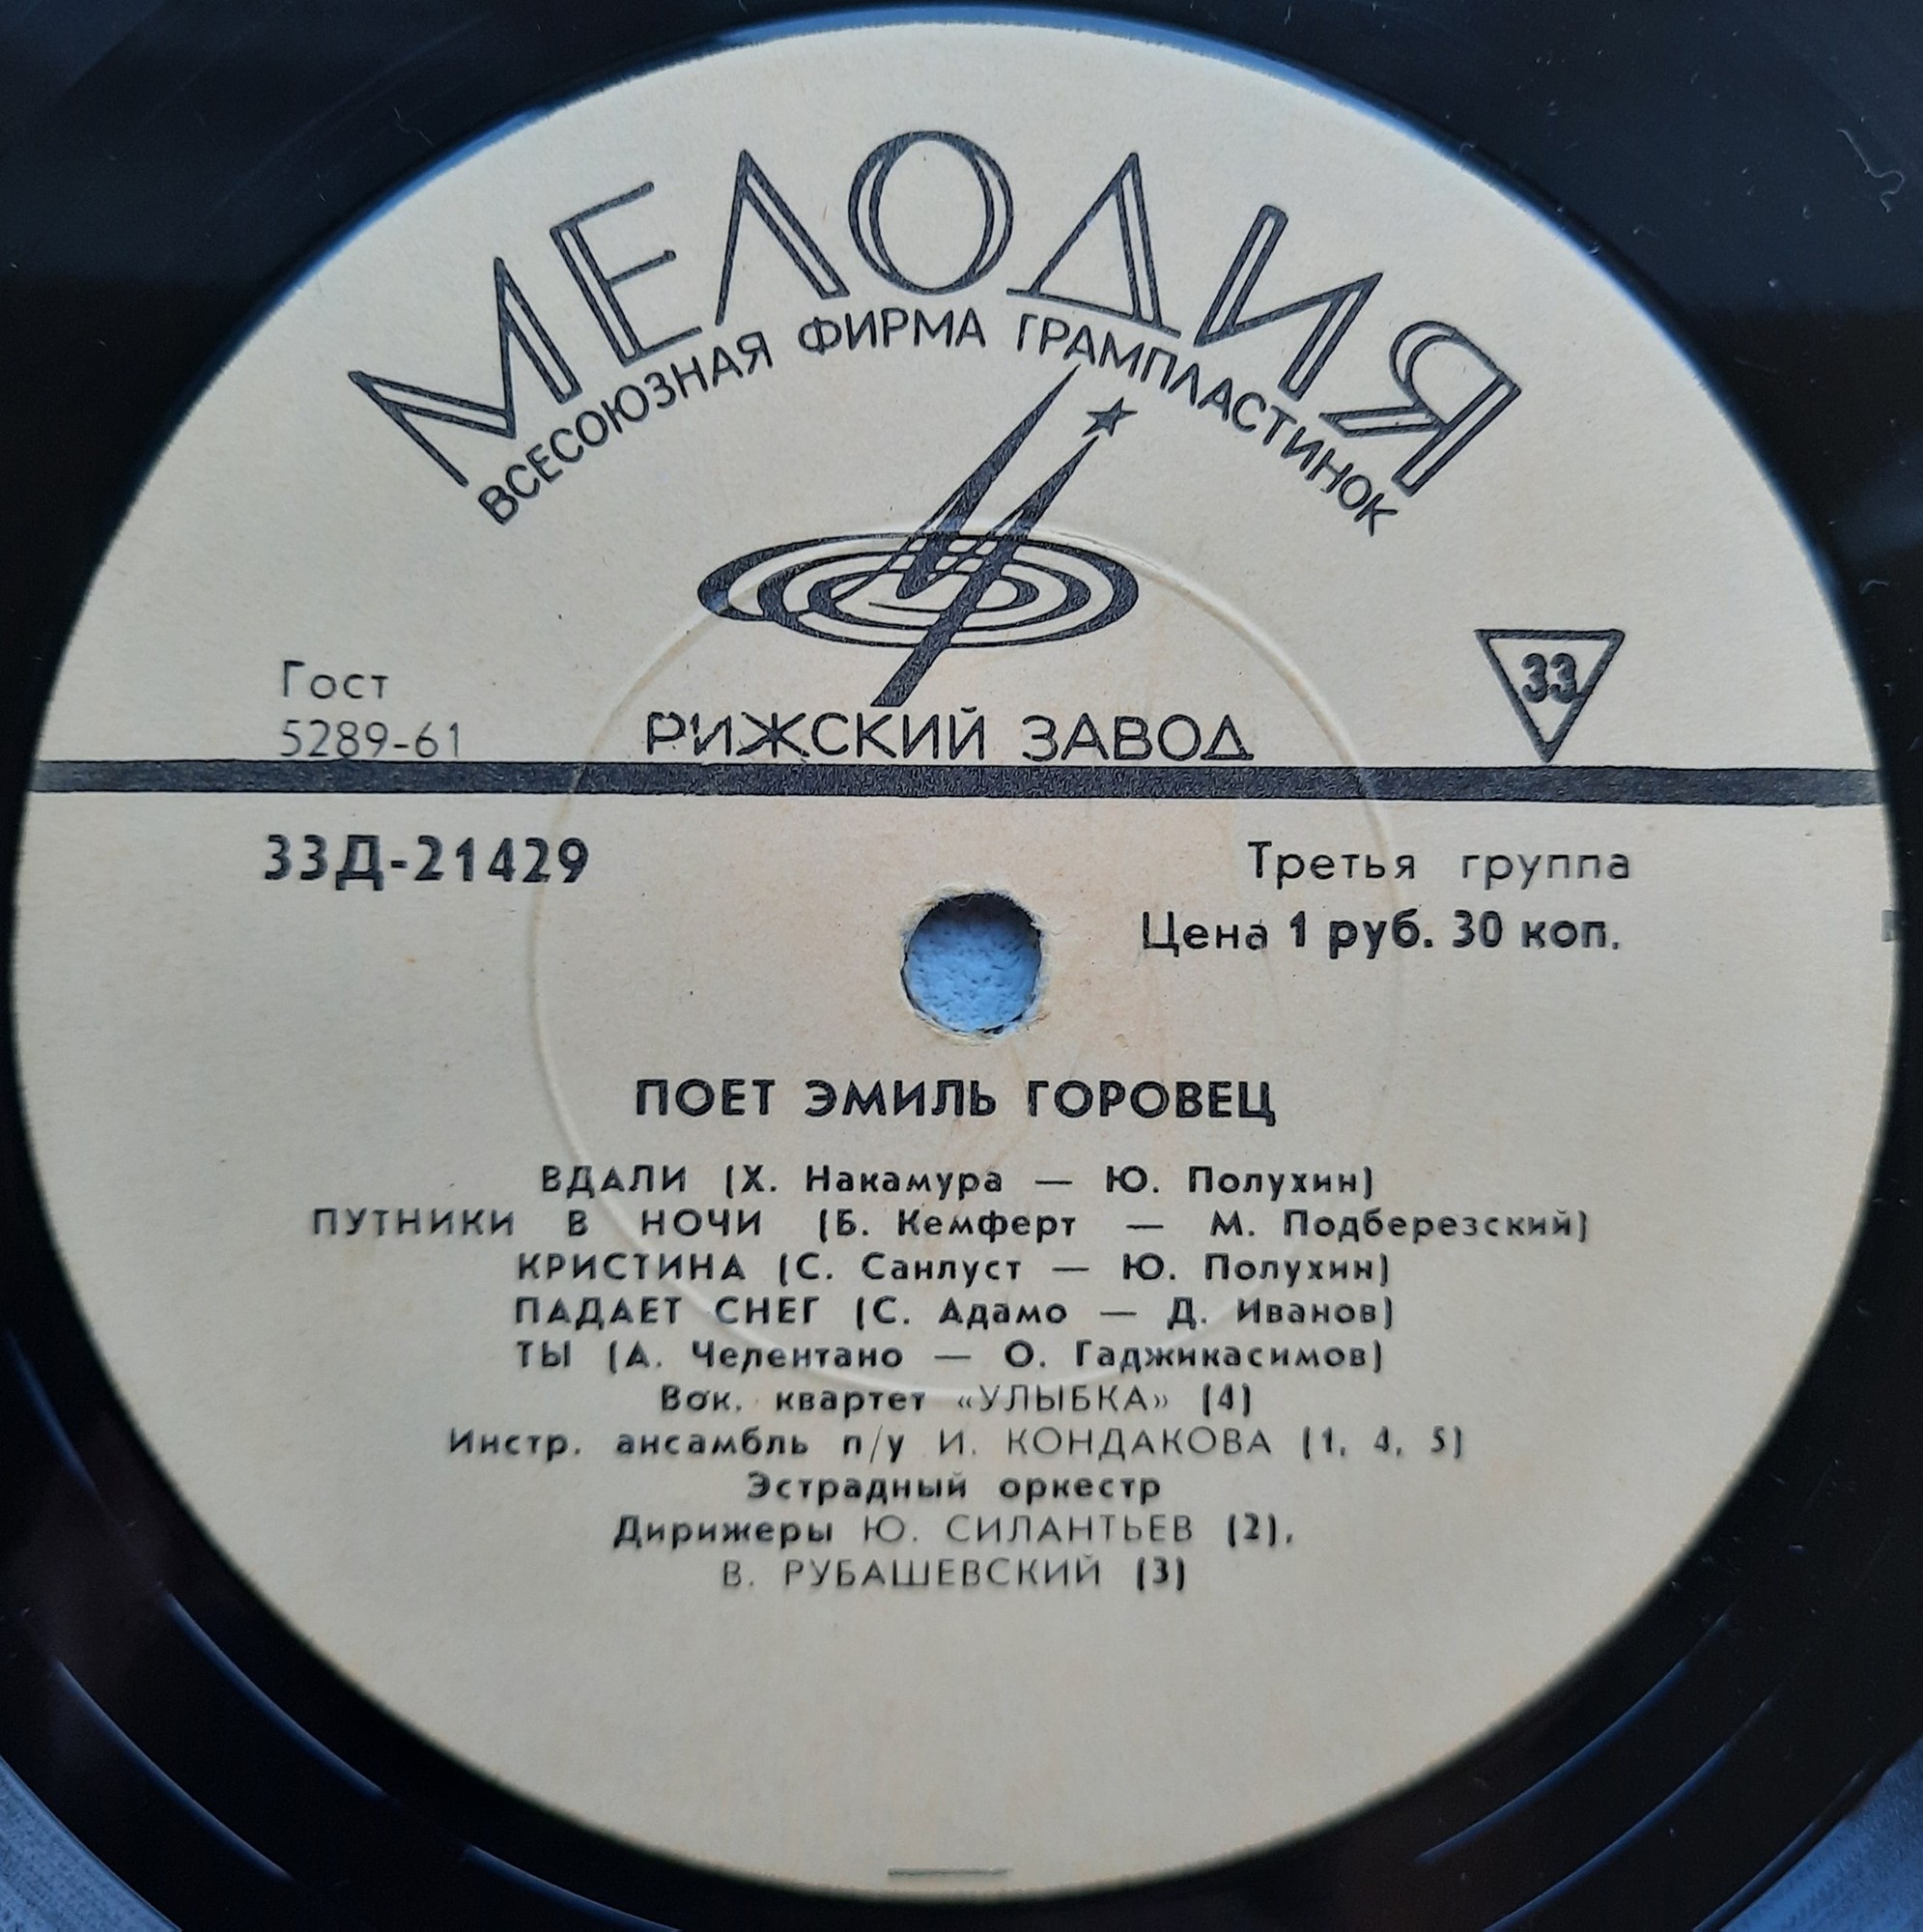 МЕЛОДИЯ
ВСЕСОЮЗНАЯ ФИРМА ГРАМПЛАСТИНОК
Гост
5289-61
РИЖСКИЙ ЗАВОД
33
33Д-21429
Третья группа
Цена 1 руб. 30 коп.
ПОЕТ ЭМИЛЬ ГОРОВЕЦ
ВДАЛИ (Х. Накамура — Ю. Полухин)
ПУТНИКИ В НОЧИ (Б. Кемферт — М. Подберезский)
КРИСТИНА (С. Санлуст — Ю. Полухин)
ПАДАЕТ СНЕГ (С. Адамо — Д. Иванов)
ТЫ (А. Челентано — О. Гаджикасимов)
Вок. квартет «УЛЫБКА» (4)
Инстр. ансамбль п/у И. КОНДАКОВА (1, 4, 5)
Эстрадный оркестр
Дирижеры Ю. СИЛАНТЬЕВ (2),
В. РУБАШЕВСКИЙ (3)